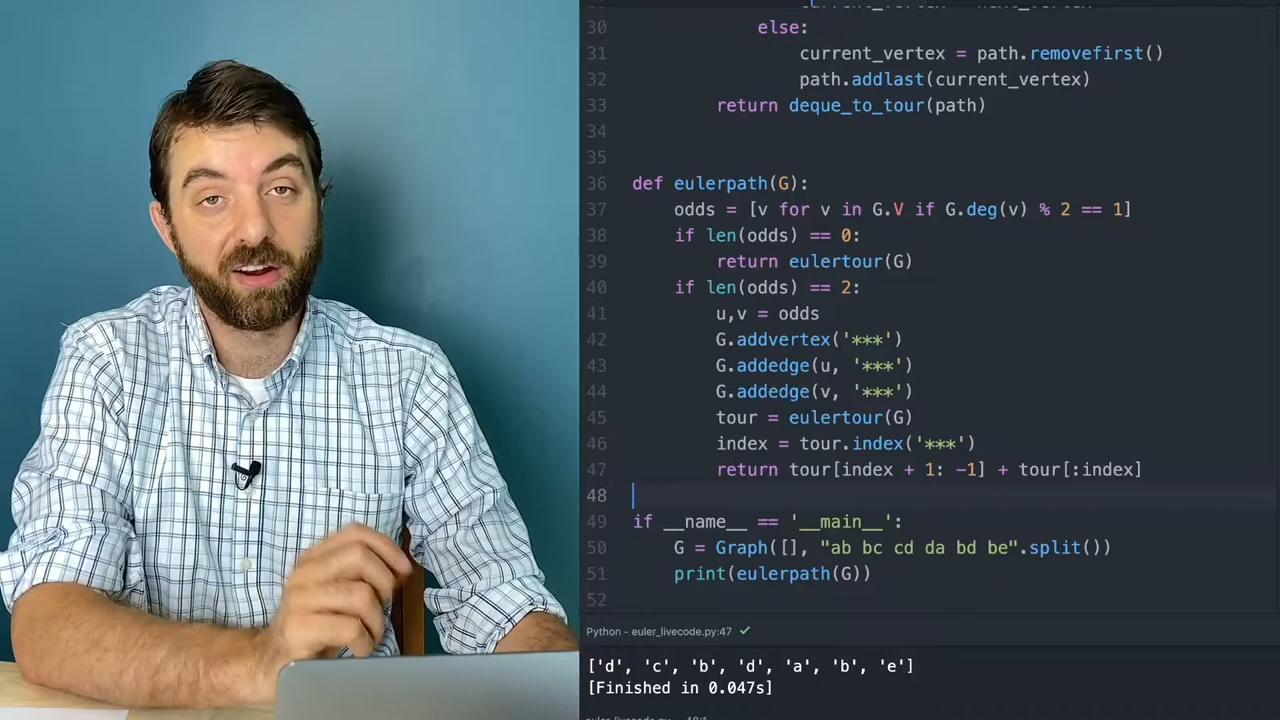 30 else:
31 current_vertex = path.removefirst()
32 path.addlast(current_vertex)
33 return deque_to_tour(path)
34
35
36 def eulerpath(G):
37 odds = [v for v in G.V if G.deg(v) % 2 == 1]
38 if len(odds) == 0:
39 return eulertour(G)
40 if len(odds) == 2:
41 u,v = odds
42 G.addvertex('***')
43 G.addedge(u, '***')
44 G.addedge(v, '***')
45 tour = eulertour(G)
46 index = tour.index('***')
47 return tour[index + 1: -1] + tour[:index]
48
49 if __name__ == '__main__':
50 G = Graph([], "ab bc cd da bd be".split())
51 print(eulerpath(G))
52
Python - euler_livecode.py:47 ✓
['d', 'c', 'b', 'd', 'a', 'b', 'e']
[Finished in 0.047s]